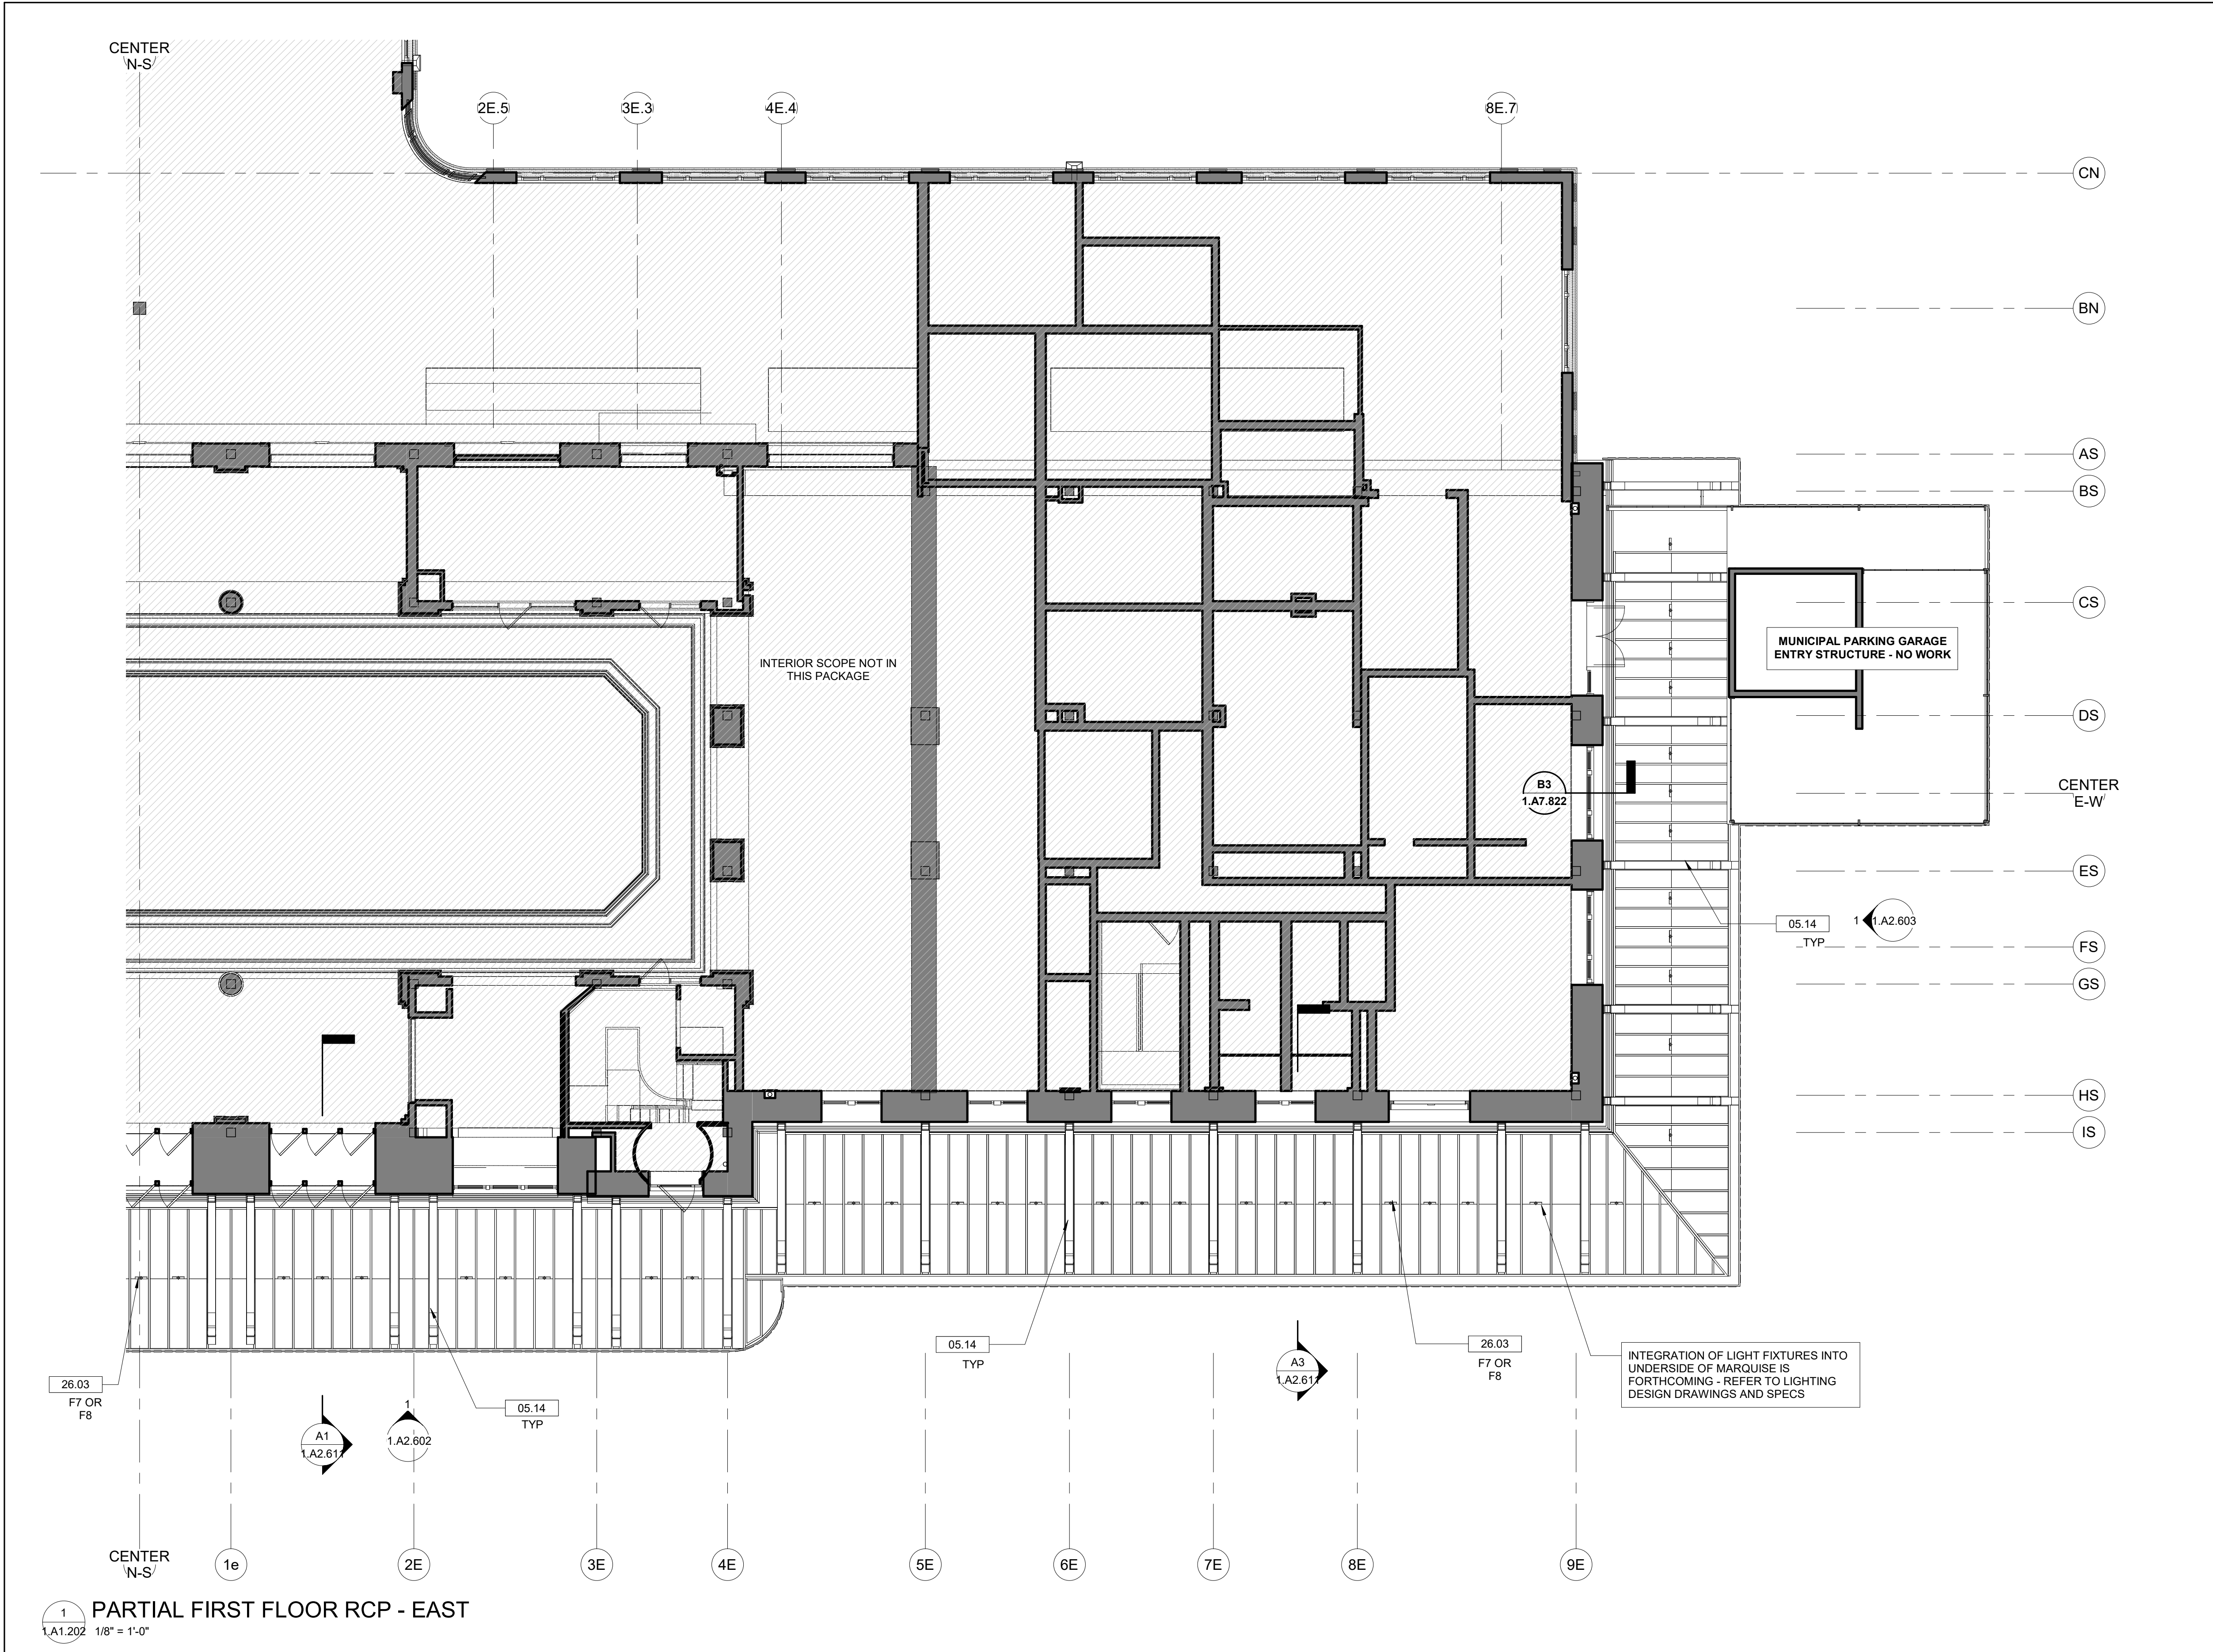 CENTER
N-S
2E.5
3E.3
4E.4
8E.7
CN
BN
AS
BS
CS
MUNICIPAL PARKING GARAGE
ENTRY STRUCTURE - NO WORK
INTERIOR SCOPE NOT IN
THIS PACKAGE
DS
B3
1.A7.822
CENTER
E-W
ES
05.14
TYP
1
1.A2.603
FS
GS
HS
IS
05.14
TYP
26.03
F7 OR
F8
INTEGRATION OF LIGHT FIXTURES INTO
UNDERSIDE OF MARQUISE IS
FORTHCOMING - REFER TO LIGHTING
DESIGN DRAWINGS AND SPECS
A3
1.A2.611
26.03
F7 OR
F8
05.14
TYP
A1
1.A2.611
1
1.A2.602
CENTER
N-S
1e
2E
3E
4E
5E
6E
7E
8E
9E
1
1.A1.202
PARTIAL FIRST FLOOR RCP - EAST
1/8" = 1'-0"